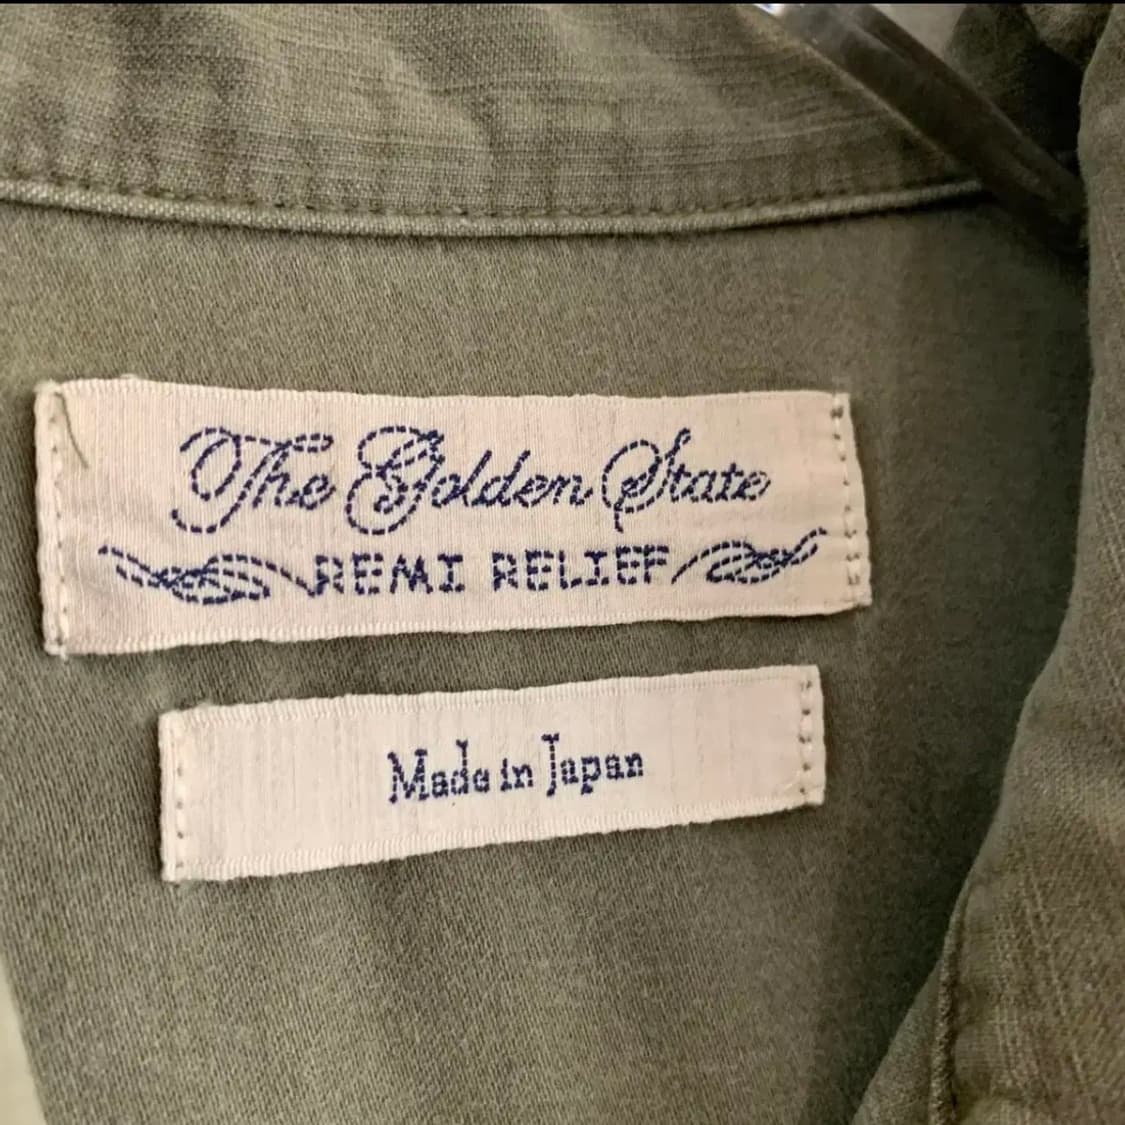 The Golden State
REMI RELIEF
Made in Japan